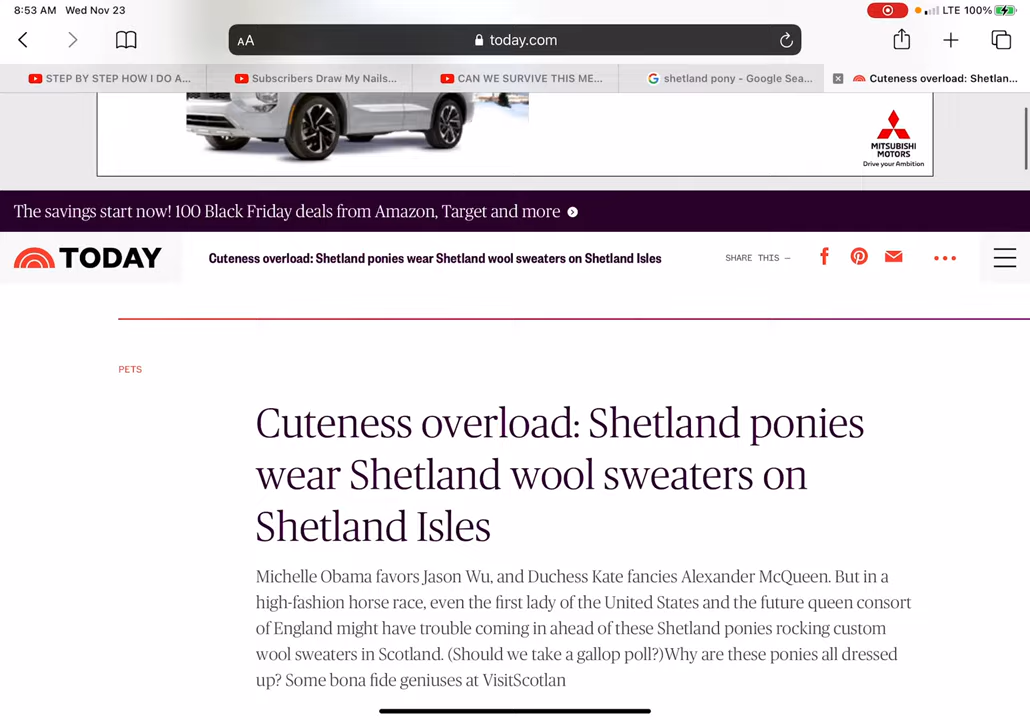 8:53 AM Wed Nov 23
LTE 100%
AA
today.com
STEP BY STEP HOW I DO A...
Subscribers Draw My Nails...
CAN WE SURVIVE THIS ME...
shetland pony - Google Sea...
Cuteness overload: Shetlan...
MITSUBISHI
MOTORS
Drive your Ambition
The savings start now! 100 Black Friday deals from Amazon, Target and more
TODAY
Cuteness overload: Shetland ponies wear Shetland wool sweaters on Shetland Isles
SHARE THIS —
PETS
Cuteness overload: Shetland ponies
wear Shetland wool sweaters on
Shetland Isles
Michelle Obama favors Jason Wu, and Duchess Kate fancies Alexander McQueen. But in a
high-fashion horse race, even the first lady of the United States and the future queen consort
of England might have trouble coming in ahead of these Shetland ponies rocking custom
wool sweaters in Scotland. (Should we take a gallop poll?)Why are these ponies all dressed
up? Some bona fide geniuses at VisitScotlan